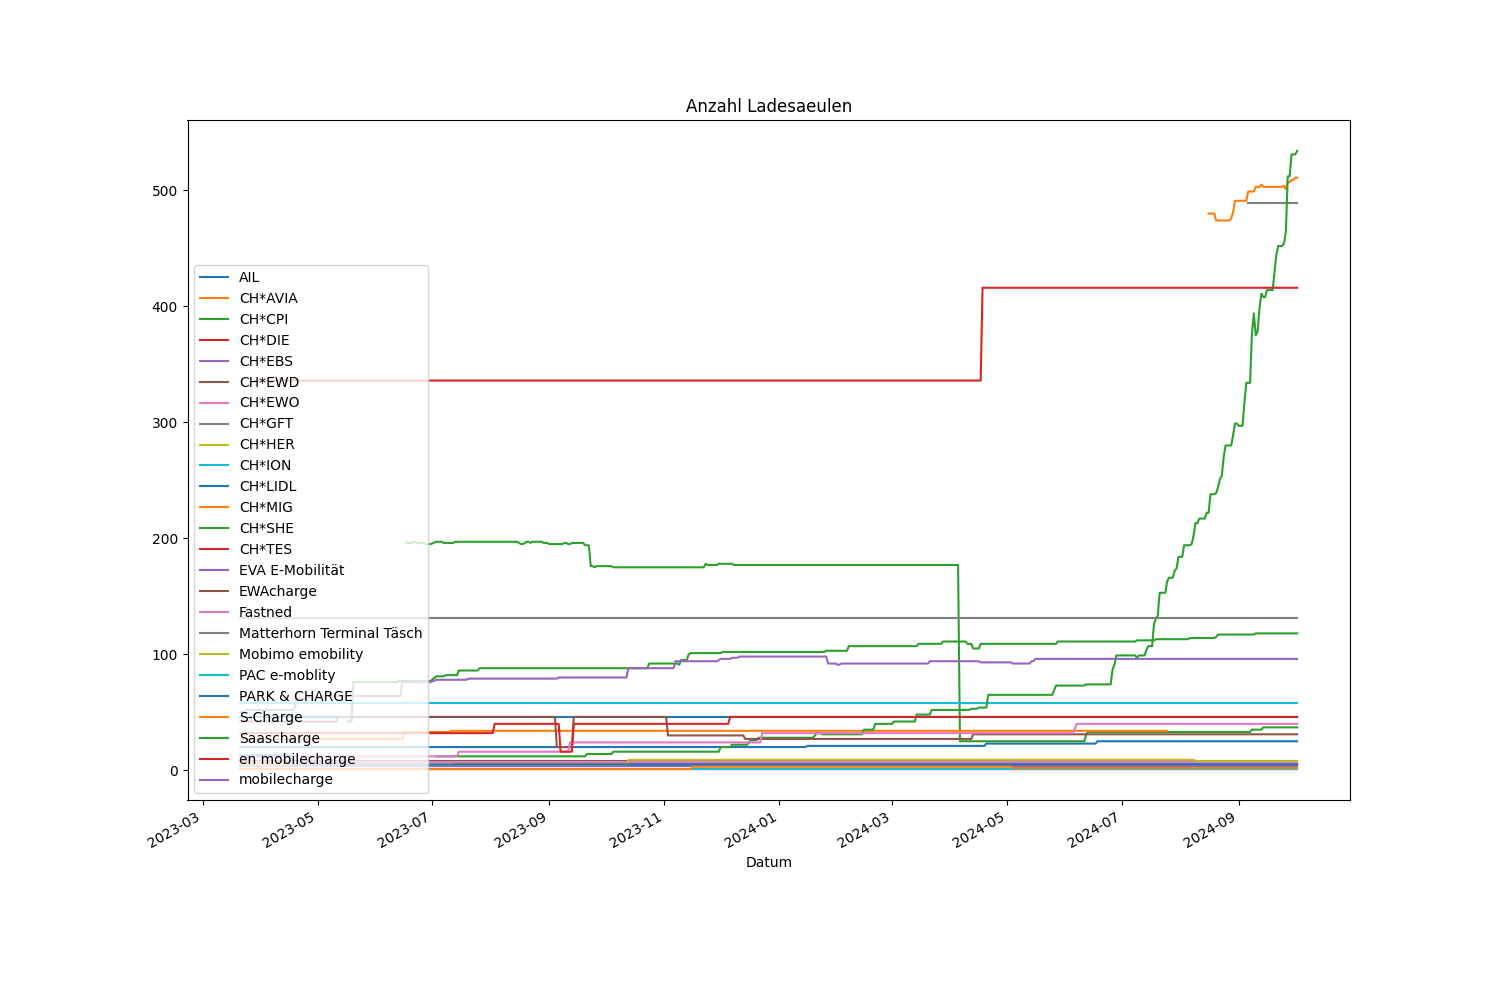 Anzahl Ladesaeulen
500
400
300
200
100
0
AIL
CH*AVIA
CH*CPI
CH*DIE
CH*EBS
CH*EWD
CH*EWO
CH*GFT
CH*HER
CH*ION
CH*LIDL
CH*MIG
CH*SHE
CH*TES
EVA E-Mobilität
EWAcharge
Fastned
Matterhorn Terminal Täsch
Mobimo emobility
PAC e-moblity
PARK & CHARGE
S-Charge
Saascharge
en mobilecharge
mobilecharge
2023-03
2023-05
2023-07
2023-09
2023-11
2024-01
2024-03
2024-05
2024-07
2024-09
Datum